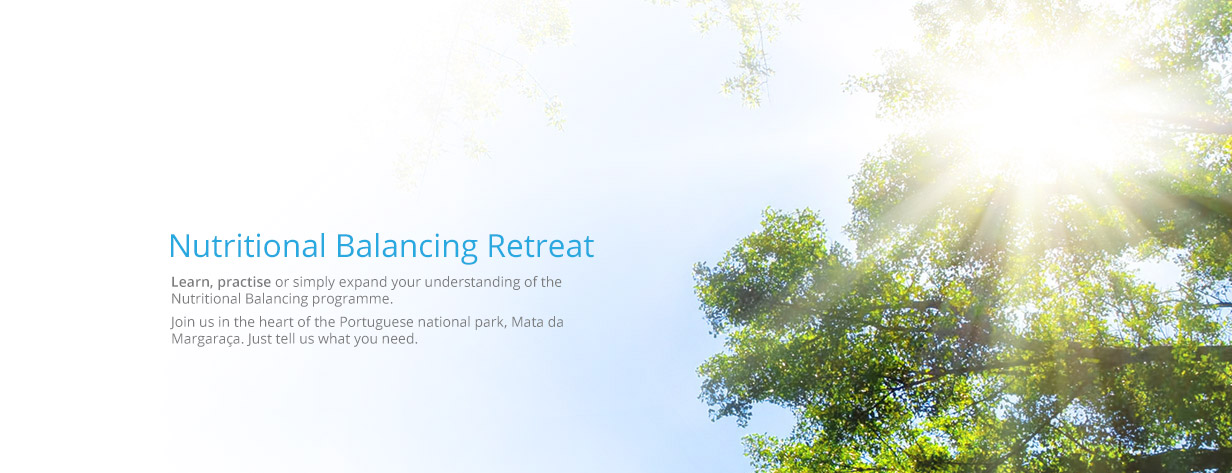 Nutritional Balancing Retreat
Learn, practise or simply expand your understanding of the
Nutritional Balancing programme.
Join us in the heart of the Portuguese national park, Mata da
Margaraça. Just tell us what you need.